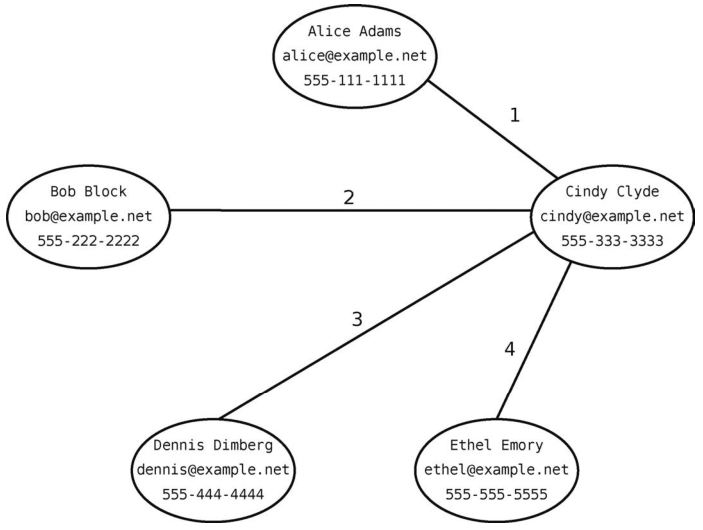 Alice Adams
alice@example.net
555-111-1111
1
Bob Block
bob@example.net
555-222-2222
2
Cindy Clyde
cindy@example.net
555-333-3333
3
4
Dennis Dimberg
dennis@example.net
555-444-4444
Ethel Emory
ethel@example.net
555-555-5555